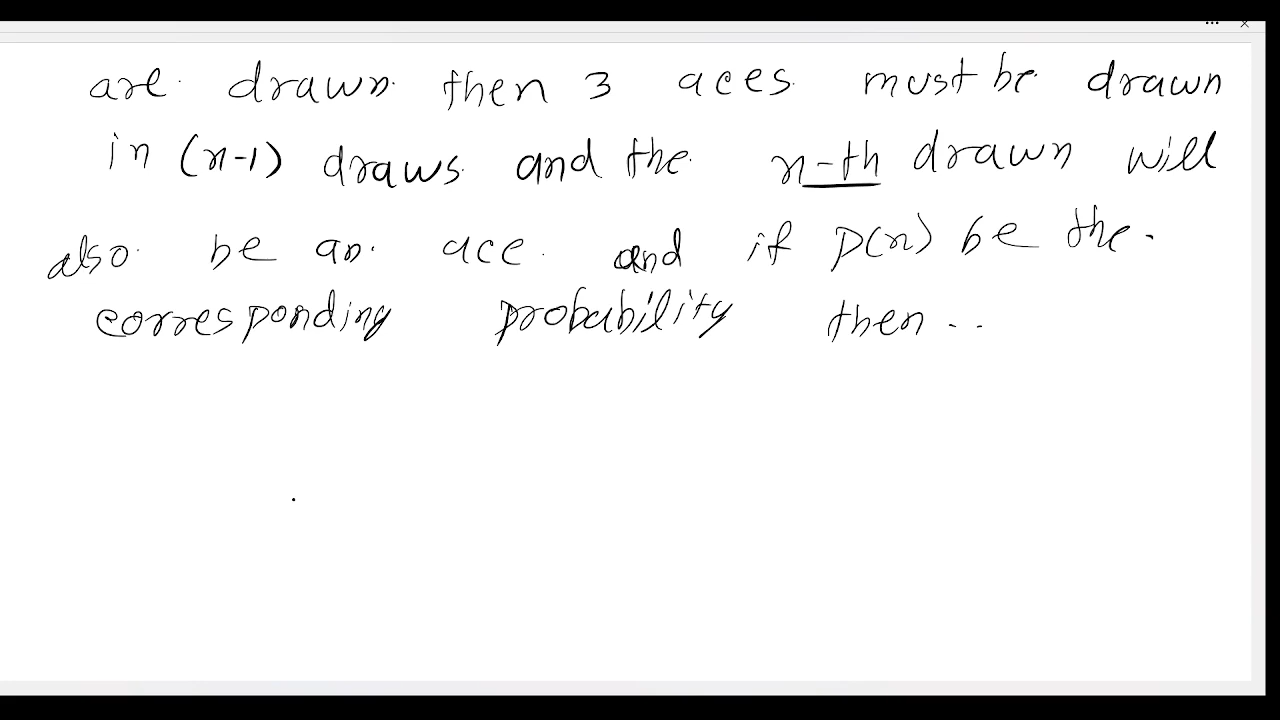 are drawn then 3 aces must be drawn
in (n-1) draws and the n-th drawn will
also be an ace and if p(n) be the
corresponding probability then..